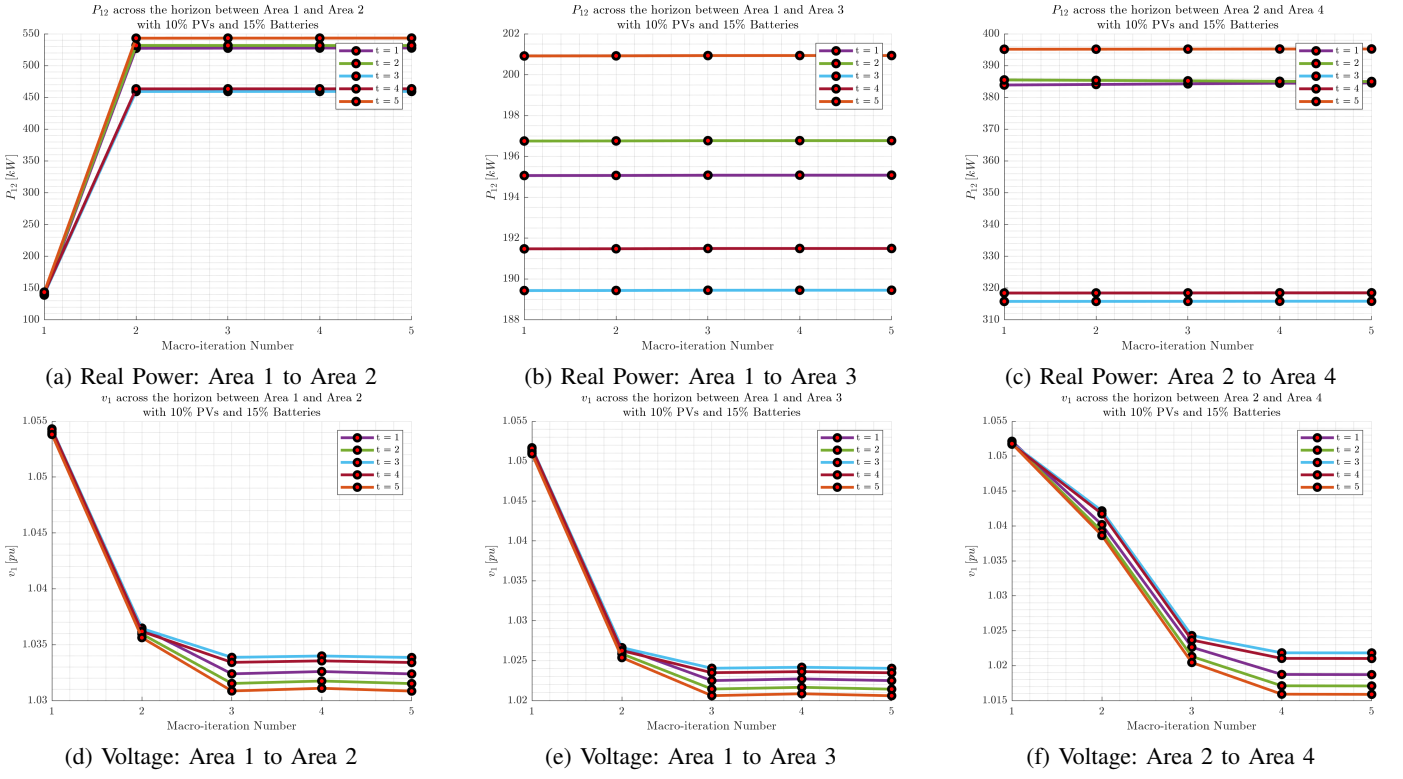 P12 across the horizon between Area 1 and Area 2
with 10% PVs and 15% Batteries
550
500
450
400
350
300
250
200
150
100
P12 [kW]
1 2 3 4 5
Macro-iteration Number
t = 1
t = 2
t = 3
t = 4
t = 5
(a) Real Power: Area 1 to Area 2
P12 across the horizon between Area 1 and Area 3
with 10% PVs and 15% Batteries
202
200
198
196
194
192
190
188
P12 [kW]
1 2 3 4 5
Macro-iteration Number
t = 1
t = 2
t = 3
t = 4
t = 5
(b) Real Power: Area 1 to Area 3
P12 across the horizon between Area 2 and Area 4
with 10% PVs and 15% Batteries
400
390
380
370
360
350
340
330
320
310
P12 [kW]
1 2 3 4 5
Macro-iteration Number
t = 1
t = 2
t = 3
t = 4
t = 5
(c) Real Power: Area 2 to Area 4
v1 across the horizon between Area 1 and Area 2
with 10% PVs and 15% Batteries
1.055
1.05
1.045
1.04
1.035
1.03
v1 [pu]
1 2 3 4 5
Macro-iteration Number
t = 1
t = 2
t = 3
t = 4
t = 5
(d) Voltage: Area 1 to Area 2
v1 across the horizon between Area 1 and Area 3
with 10% PVs and 15% Batteries
1.055
1.05
1.045
1.04
1.035
1.03
1.025
1.02
v1 [pu]
1 2 3 4 5
Macro-iteration Number
t = 1
t = 2
t = 3
t = 4
t = 5
(e) Voltage: Area 1 to Area 3
v1 across the horizon between Area 2 and Area 4
with 10% PVs and 15% Batteries
1.055
1.05
1.045
1.04
1.035
1.03
1.025
1.02
1.015
v1 [pu]
1 2 3 4 5
Macro-iteration Number
t = 1
t = 2
t = 3
t = 4
t = 5
(f) Voltage: Area 2 to Area 4